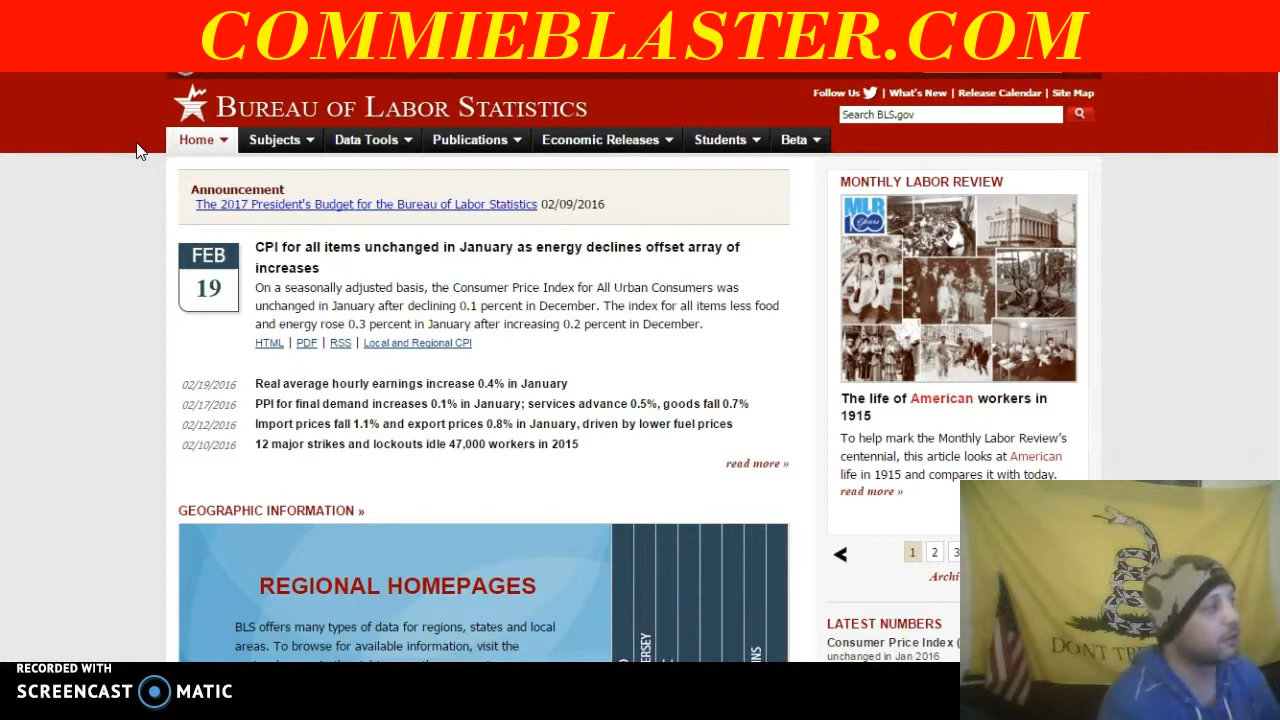 COMMIEBLASTER.COM
BUREAU OF LABOR STATISTICS
Follow Us | What's New | Release Calendar | Site Map
Search BLS.gov
Home Subjects Data Tools Publications Economic Releases Students Beta
Announcement
The 2017 President's Budget for the Bureau of Labor Statistics 02/09/2016
FEB
19
CPI for all items unchanged in January as energy declines offset array of
increases
On a seasonally adjusted basis, the Consumer Price Index for All Urban Consumers was
unchanged in January after declining 0.1 percent in December. The index for all items less food
and energy rose 0.3 percent in January after increasing 0.2 percent in December.
HTML | PDF | RSS | Local and Regional CPI
02/19/2016 Real average hourly earnings increase 0.4% in January
02/17/2016 PPI for final demand increases 0.1% in January; services advance 0.5%, goods fall 0.7%
02/12/2016 Import prices fall 1.1% and export prices 0.8% in January, driven by lower fuel prices
02/10/2016 12 major strikes and lockouts idle 47,000 workers in 2015
read more »
GEOGRAPHIC INFORMATION »
REGIONAL HOMEPAGES
BLS offers many types of data for regions, states and local
areas. To browse for available information, visit the
MONTHLY LABOR REVIEW
MLR
100
Years
The life of American workers in
1915
To help mark the Monthly Labor Review's
centennial, this article looks at American
life in 1915 and compares it with today.
read more »
1 2 3
LATEST NUMBERS
Consumer Price Index (
unchanged in Jan 2016
DONT
RECORDED WITH
SCREENCAST MATIC